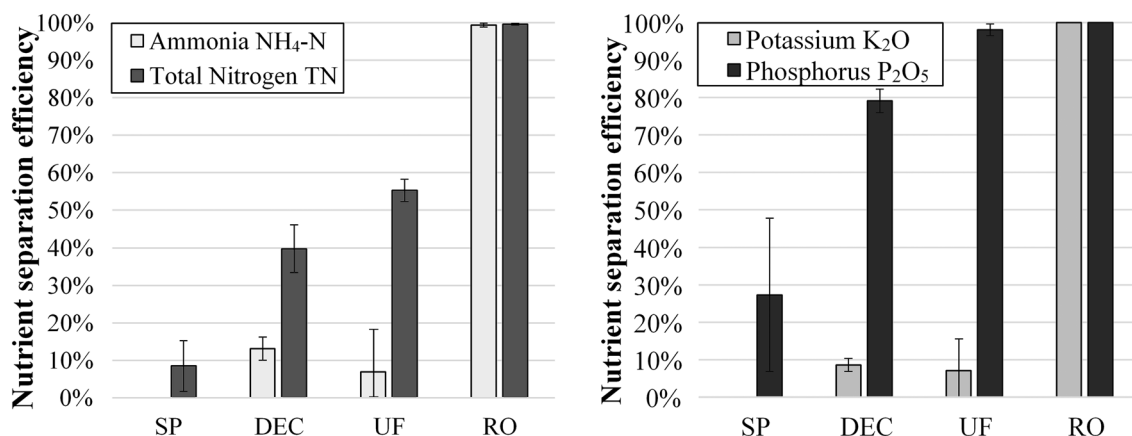 Nutrient separation efficiency
100%
90%
80%
70%
60%
50%
40%
30%
20%
10%
0%
Ammonia NH₄-N
Total Nitrogen TN
SP DEC UF RO
Nutrient separation efficiency
100%
90%
80%
70%
60%
50%
40%
30%
20%
10%
0%
Potassium K₂O
Phosphorus P₂O₅
SP DEC UF RO